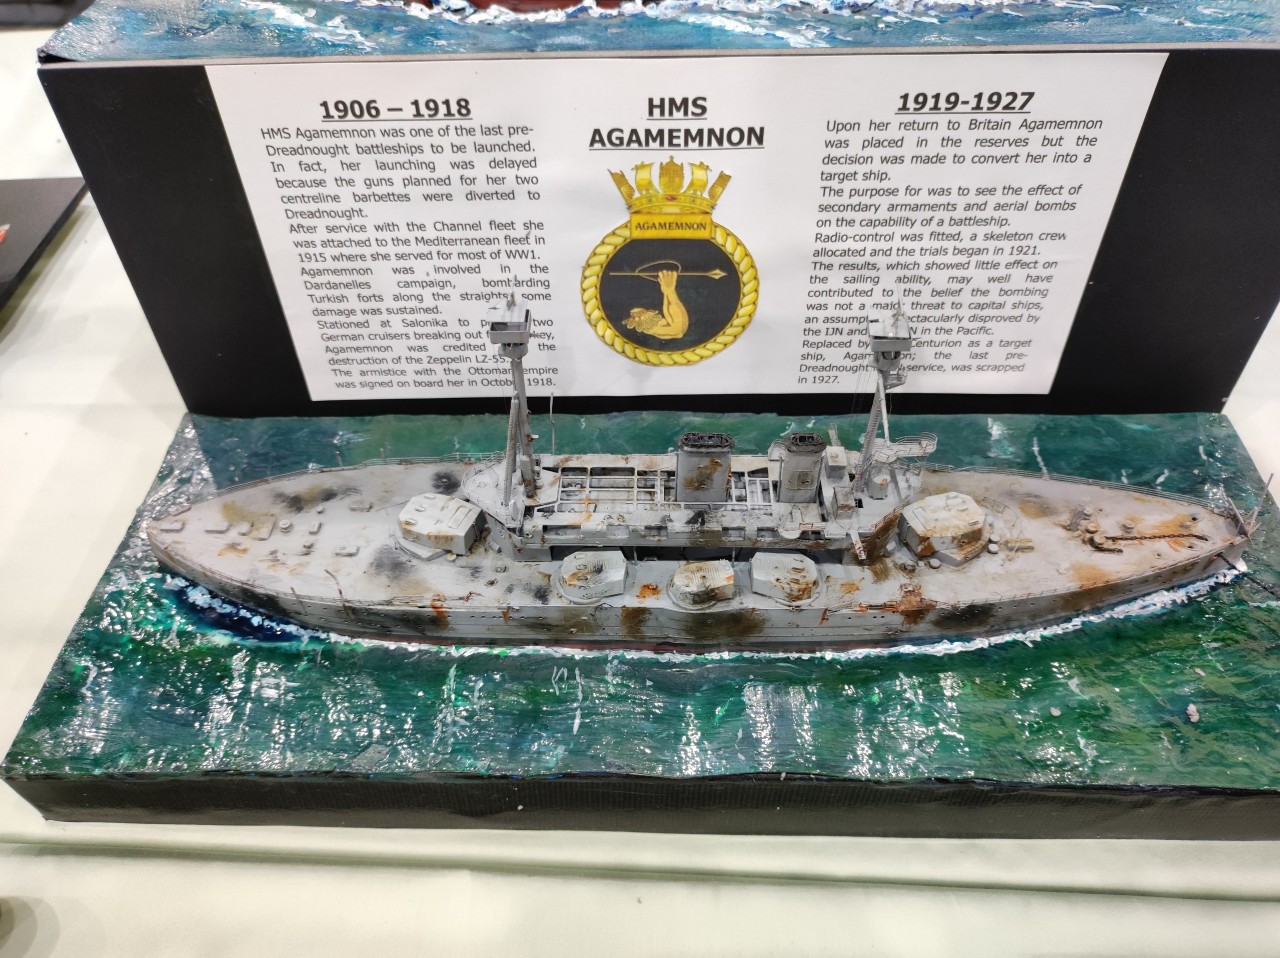 1906 – 1918
HMS Agamemnon was one of the last pre-
Dreadnought battleships to be launched.
In fact, her launching was delayed
because the guns planned for her two
centreline barbettes were diverted to
Dreadnought.
After service with the Channel fleet she
was attached to the Mediterranean fleet in
1915 where she served for most of WW1.
Agamemnon was involved in the
Dardanelles campaign, bombarding
Turkish forts along the straights some
damage was sustained.
Stationed at Salonika to two
German cruisers breaking out
Agamemnon was credited the
destruction of the Zeppelin LZ-55.
The armistice with the Ottoman empire
was signed on board her in October 1918.
HMS
AGAMEMNON
AGAMEMNON
1919-1927
Upon her return to Britain Agamemnon
was placed in the reserves but the
decision was made to convert her into a
target ship.
The purpose for was to see the effect of
secondary armaments and aerial bombs
on the capability of a battleship.
Radio-control was fitted, a skeleton crew
allocated and the trials began in 1921.
The results, which showed little effect on
the sailing ability, may well have
contributed to the belief the bombing
was not a major threat to capital ships,
an disproved by
the IJN and in the Pacific.
Replaced by Centurion as a target
ship, Agamemnon; the last pre-
Dreadnought service, was scrapped
in 1927.